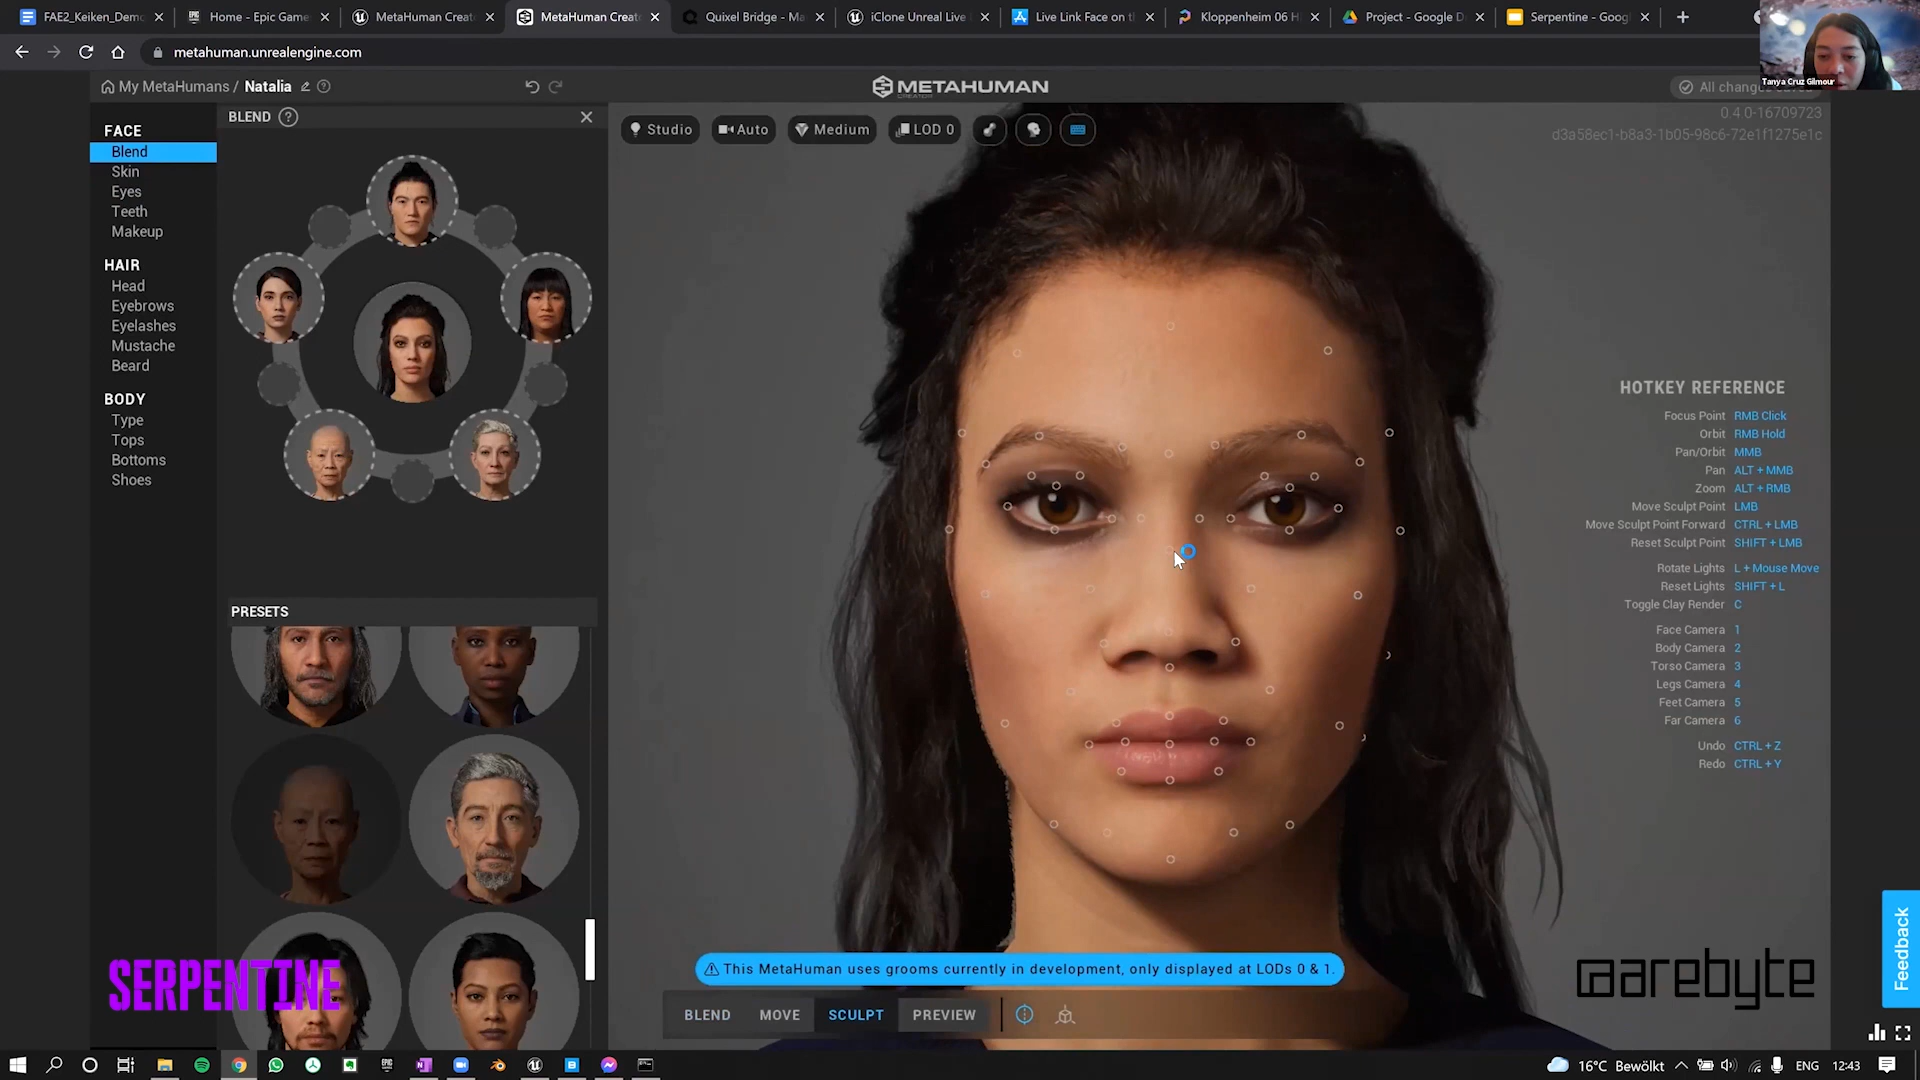 FAE2_Keiken_Demo
Home - Epic Game
MetaHuman Creat
MetaHuman Creat
Quixel Bridge - Ma
iClone Unreal Live
Live Link Face on th
Kloppenheim 06 H
Project - Google D
Serpentine - Goog
metahuman.unrealengine.com
Tanya Cruz Gilmour
My MetaHumans / Natalia
METAHUMAN
CREATOR
All chang
0.4.0-16709723
d3a58ec1-b8a3-1b05-98c6-72e1f1275e1c
FACE
Blend
Skin
Eyes
Teeth
Makeup
HAIR
Head
Eyebrows
Eyelashes
Mustache
Beard
BODY
Type
Tops
Bottoms
Shoes
BLEND ?
PRESETS
Studio
Auto
Medium
LOD 0
HOTKEY REFERENCE
Focus Point RMB Click
Orbit RMB Hold
Pan/Orbit MMB
Pan ALT + MMB
Zoom ALT + RMB
Move Sculpt Point LMB
Move Sculpt Point Forward CTRL + LMB
Reset Sculpt Point SHIFT + LMB
Rotate Lights L + Mouse Move
Reset Lights SHIFT + L
Toggle Clay Render C
Face Camera 1
Body Camera 2
Torso Camera 3
Legs Camera 4
Feet Camera 5
Far Camera 6
Undo CTRL + Z
Redo CTRL + Y
Feedback
This MetaHuman uses grooms currently in development, only displayed at LODs 0 & 1.
BLEND
MOVE
SCULPT
PREVIEW
SERPENTINE
arebyte
16°C Bewölkt
ENG
12:43